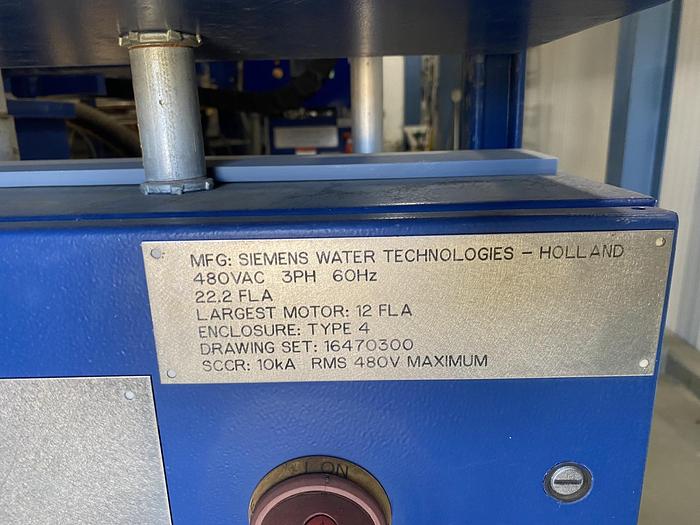 MFG: SIEMENS WATER TECHNOLOGIES - HOLLAND
480VAC 3PH 60Hz
22.2 FLA
LARGEST MOTOR: 12 FLA
ENCLOSURE: TYPE 4
DRAWING SET: 16470300
SCCR: 10kA RMS 480V MAXIMUM
I ON